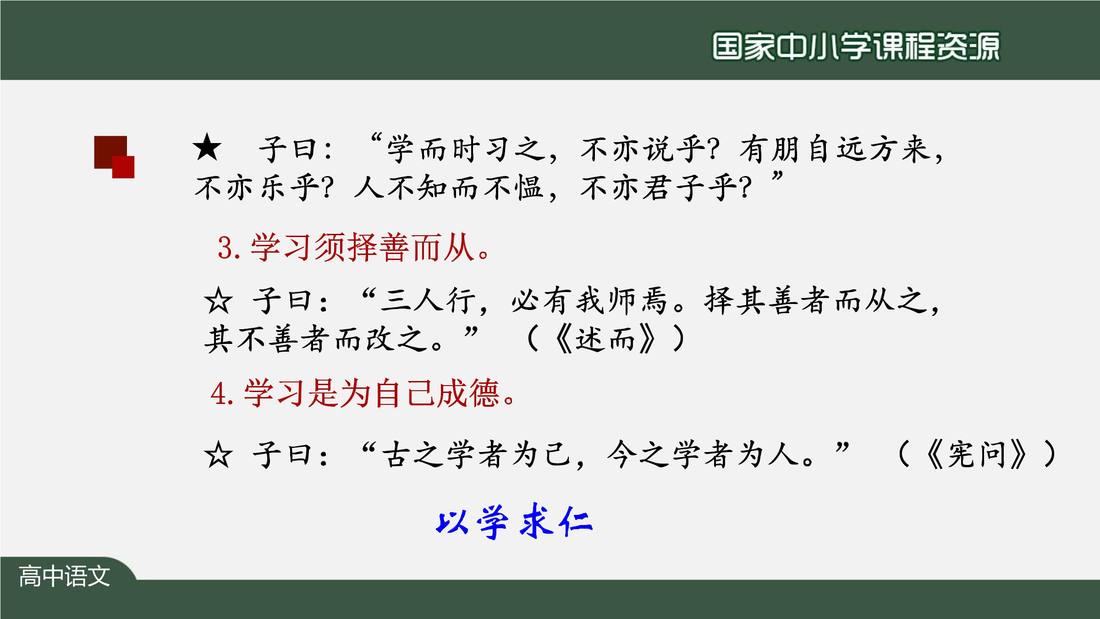 国家中小学课程资源
★ 子曰：“学而时习之，不亦说乎？有朋自远方来，
不亦乐乎？人不知而不愠，不亦君子乎？”
3.学习须择善而从。
☆ 子曰：“三人行，必有我师焉。择其善者而从之，
其不善者而改之。” （《述而》）
4.学习是为自己成德。
☆ 子曰：“古之学者为己，今之学者为人。” （《宪问》）
以学求仁
高中语文